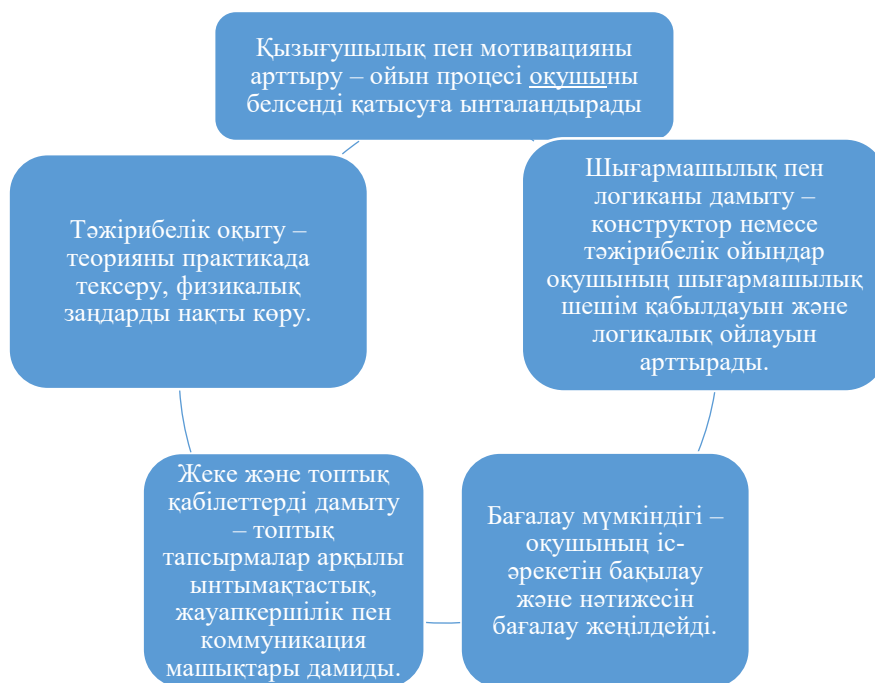 Қызығушылық пен мотивацияны
арттыру – ойын процесі оқушыны
белсенді қатысуға ынталандырады
Шығармашылық пен
логиканы дамыту –
конструктор немесе
тәжірибелік ойындар
оқушының шығармашылық
шешім қабылдауын және
логикалық ойлауын
арттырады.
Бағалау мүмкіндігі –
оқушының іс-
әрекетін бақылау
және нәтижесін
бағалау жеңілдейді.
Жеке және топтық
қабілеттерді дамыту
– топтық
тапсырмалар арқылы
ынтымақтастық,
жауапкершілік пен
коммуникация
машықтары дамиды.
Тәжірибелік оқыту –
теорияны практикада
тексеру, физикалық
заңдарды нақты көру.